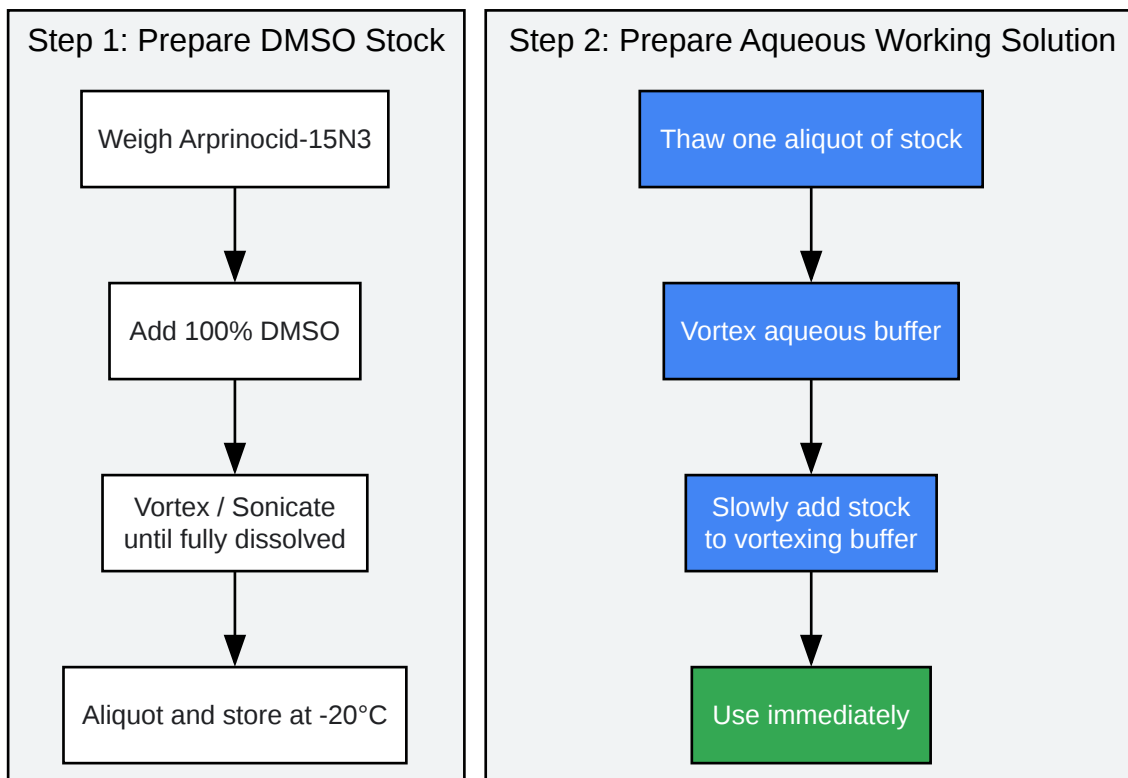 Step 1: Prepare DMSO Stock
Weigh Arprinocid-15N3
Add 100% DMSO
Vortex / Sonicate
until fully dissolved
Aliquot and store at -20°C
Step 2: Prepare Aqueous Working Solution
Thaw one aliquot of stock
Vortex aqueous buffer
Slowly add stock
to vortexing buffer
Use immediately